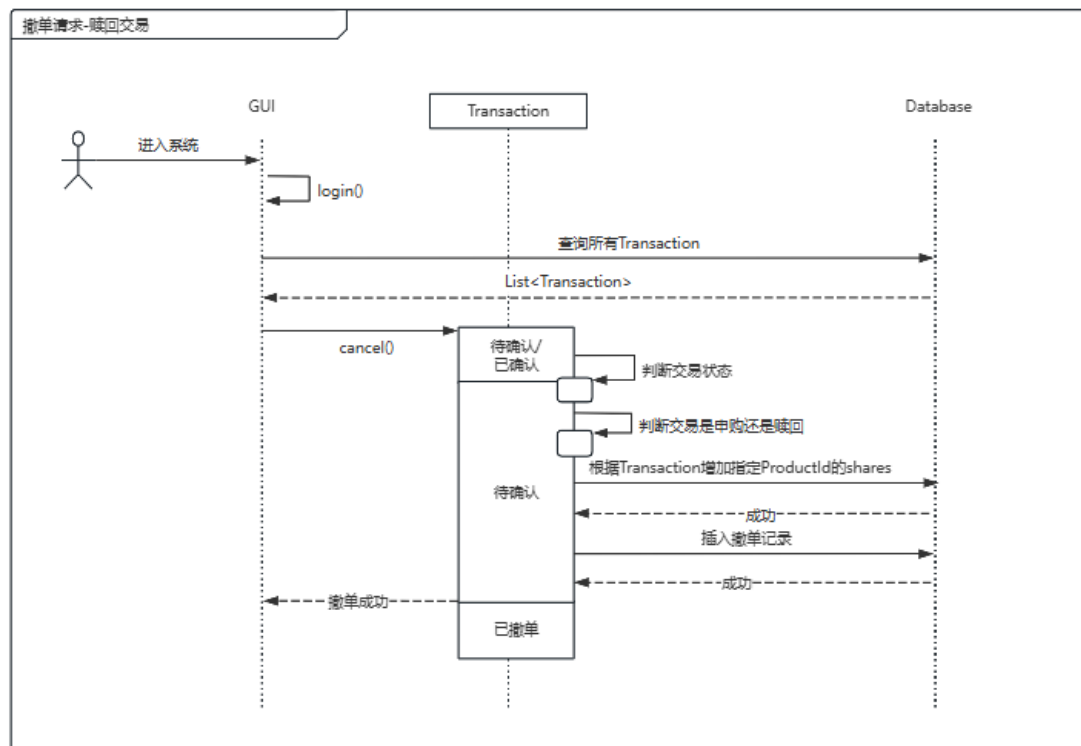 撤单请求-赎回交易
GUI
Transaction
Database
进入系统
login()
查询所有Transaction
List<Transaction>
cancel()
待确认/
已确认
判断交易状态
判断交易是申购还是赎回
根据Transaction增加指定ProductId的shares
待确认
成功
插入撤单记录
成功
撤单成功
已撤单